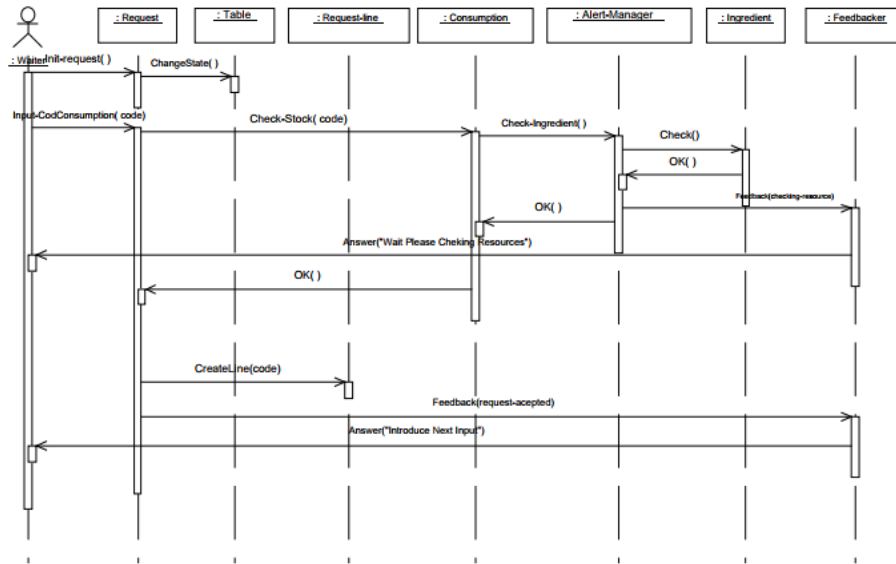 : Request
: Table
: Request-line
: Consumption
: Alert-Manager
: Ingredient
: Feedbacker
: Waiter
Init-request( )
ChangeState( )
Input-CodConsumption( code)
Check-Stock( code)
Check-Ingredient( )
Check()
OK( )
Feedback(checking-resource)
OK( )
Answer("Wait Please Cheking Resources")
OK( )
CreateLine(code)
Feedback(request-acepted)
Answer("Introduce Next Input")